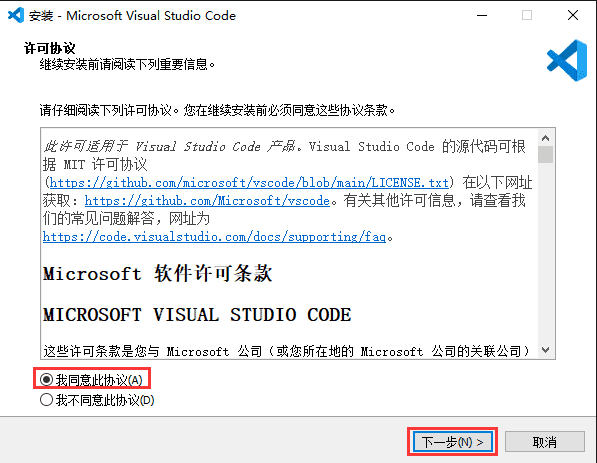 安装 - Microsoft Visual Studio Code
许可协议
继续安装前请阅读下列重要信息。
请仔细阅读下列许可协议。您在继续安装前必须同意这些协议条款。
此许可适用于 Visual Studio Code 产品。Visual Studio Code 的源代码可根
据 MIT 许可协议
(https://github.com/microsoft/vscode/blob/main/LICENSE.txt) 在以下网址
获取：https://github.com/Microsoft/vscode。有关其他许可信息，请查看我
们的常见问题解答，网址为
https://code.visualstudio.com/docs/supporting/faq。
Microsoft 软件许可条款
MICROSOFT VISUAL STUDIO CODE
这些许可条款是您与 Microsoft 公司（或您所在地的 Microsoft 公司的关联公司）
我同意此协议(A)
我不同意此协议(D)
下一步(N) >
取消